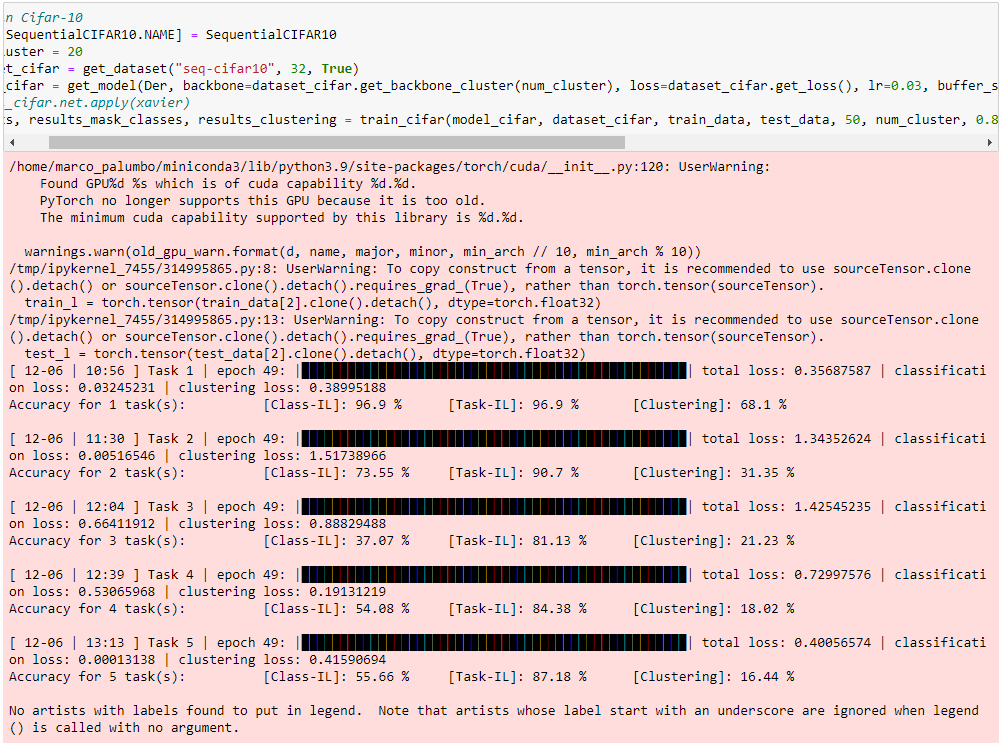 n Cifar-10
SequentialCIFAR10.NAME] = SequentialCIFAR10
uster = 20
et_cifar = get_dataset("seq-cifar10", 32, True)
cifar = get_model(Der, backbone=dataset_cifar.get_backbone_cluster(num_cluster), loss=dataset_cifar.get_loss(), lr=0.03, buffer_s
_cifar.net.apply(xavier)
s, results_mask_classes, results_clustering = train_cifar(model_cifar, dataset_cifar, train_data, test_data, 50, num_cluster, 0.8
/home/marco_palumbo/miniconda3/lib/python3.9/site-packages/torch/cuda/__init__.py:120: UserWarning:
    Found GPU%d %s which is of cuda capability %d.%d.
    PyTorch no longer supports this GPU because it is too old.
    The minimum cuda capability supported by this library is %d.%d.
  warnings.warn(old_gpu_warn.format(d, name, major, minor, min_arch // 10, min_arch % 10))
/tmp/ipykernel_7455/314995865.py:8: UserWarning: To copy construct from a tensor, it is recommended to use sourceTensor.clone
().detach() or sourceTensor.clone().detach().requires_grad_(True), rather than torch.tensor(sourceTensor).
  train_l = torch.tensor(train_data[2].clone().detach(), dtype=torch.float32)
/tmp/ipykernel_7455/314995865.py:13: UserWarning: To copy construct from a tensor, it is recommended to use sourceTensor.clone
().detach() or sourceTensor.clone().detach().requires_grad_(True), rather than torch.tensor(sourceTensor).
  test_l = torch.tensor(test_data[2].clone().detach(), dtype=torch.float32)
[ 12-06 | 10:56 ] Task 1 | epoch 49: | | total loss: 0.35687587 | classificati
on loss: 0.03245231 | clustering loss: 0.38995188
Accuracy for 1 task(s): [Class-IL]: 96.9 % [Task-IL]: 96.9 % [Clustering]: 68.1 %
[ 12-06 | 11:30 ] Task 2 | epoch 49: | | total loss: 1.34352624 | classificati
on loss: 0.00516546 | clustering loss: 1.51738966
Accuracy for 2 task(s): [Class-IL]: 73.55 % [Task-IL]: 90.7 % [Clustering]: 31.35 %
[ 12-06 | 12:04 ] Task 3 | epoch 49: | | total loss: 1.42545235 | classificati
on loss: 0.66411912 | clustering loss: 0.88829488
Accuracy for 3 task(s): [Class-IL]: 37.07 % [Task-IL]: 81.13 % [Clustering]: 21.23 %
[ 12-06 | 12:39 ] Task 4 | epoch 49: | | total loss: 0.72997576 | classificati
on loss: 0.53065968 | clustering loss: 0.19131219
Accuracy for 4 task(s): [Class-IL]: 54.08 % [Task-IL]: 84.38 % [Clustering]: 18.02 %
[ 12-06 | 13:13 ] Task 5 | epoch 49: | | total loss: 0.40056574 | classificati
on loss: 0.00013138 | clustering loss: 0.41590694
Accuracy for 5 task(s): [Class-IL]: 55.66 % [Task-IL]: 87.18 % [Clustering]: 16.44 %
No artists with labels found to put in legend.  Note that artists whose label start with an underscore are ignored when legend
() is called with no argument.